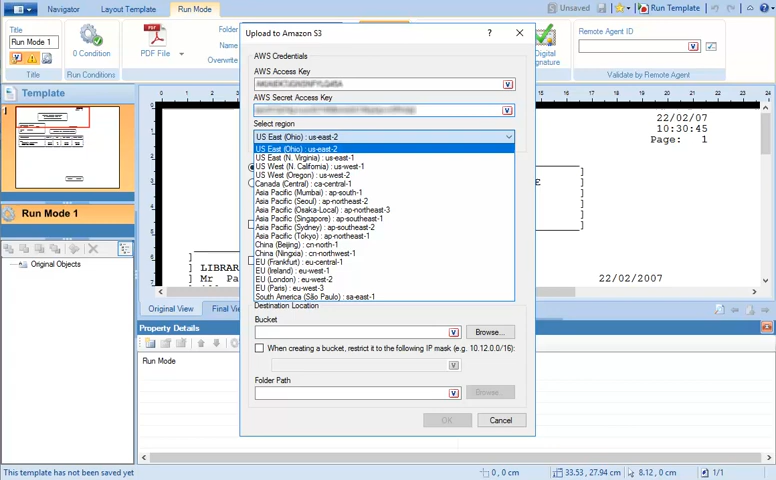 Navigator Layout Template Run Mode Unsaved Run Template
Title
Run Mode 1
Title
0 Condition
Run Conditions
PDF File
Folder
Name
Overwrite
Digital
Signature
Remote Agent ID
Validate by Remote Agent
Upload to Amazon S3
AWS Credentials
AWS Access Key
AWS Secret Access Key
Select region
US East (Ohio) : us-east-2
US East (Ohio) : us-east-2
US East (N. Virginia) : us-east-1
US West (N. California) : us-west-1
US West (Oregon) : us-west-2
Canada (Central) : ca-central-1
Asia Pacific (Mumbai) : ap-south-1
Asia Pacific (Seoul) : ap-northeast-2
Asia Pacific (Osaka-Local) : ap-northeast-3
Asia Pacific (Singapore) : ap-southeast-1
Asia Pacific (Sydney) : ap-southeast-2
Asia Pacific (Tokyo) : ap-northeast-1
China (Beijing) : cn-north-1
China (Ningxia) : cn-northwest-1
EU (Frankfurt) : eu-central-1
EU (Ireland) : eu-west-1
EU (London) : eu-west-2
EU (Paris) : eu-west-3
South America (São Paulo) : sa-east-1
Destination Location
Bucket
Browse...
When creating a bucket, restrict it to the following IP mask (e.g. 10.12.0.0/16):
Folder Path
Browse...
OK Cancel
Template
1
Run Mode 1
Original Objects
16 17 18 19 20 21 22 23 24
22/02/07
10:30:45
Page: 1
E
] LIBRAR
] Mr Pa
22/02/2007
Original View Final Vie
Property Details
Run Mode
This template has not been saved yet
0 , 0 cm 33.53 , 27.94 cm 8.12 , 0 cm 1/1